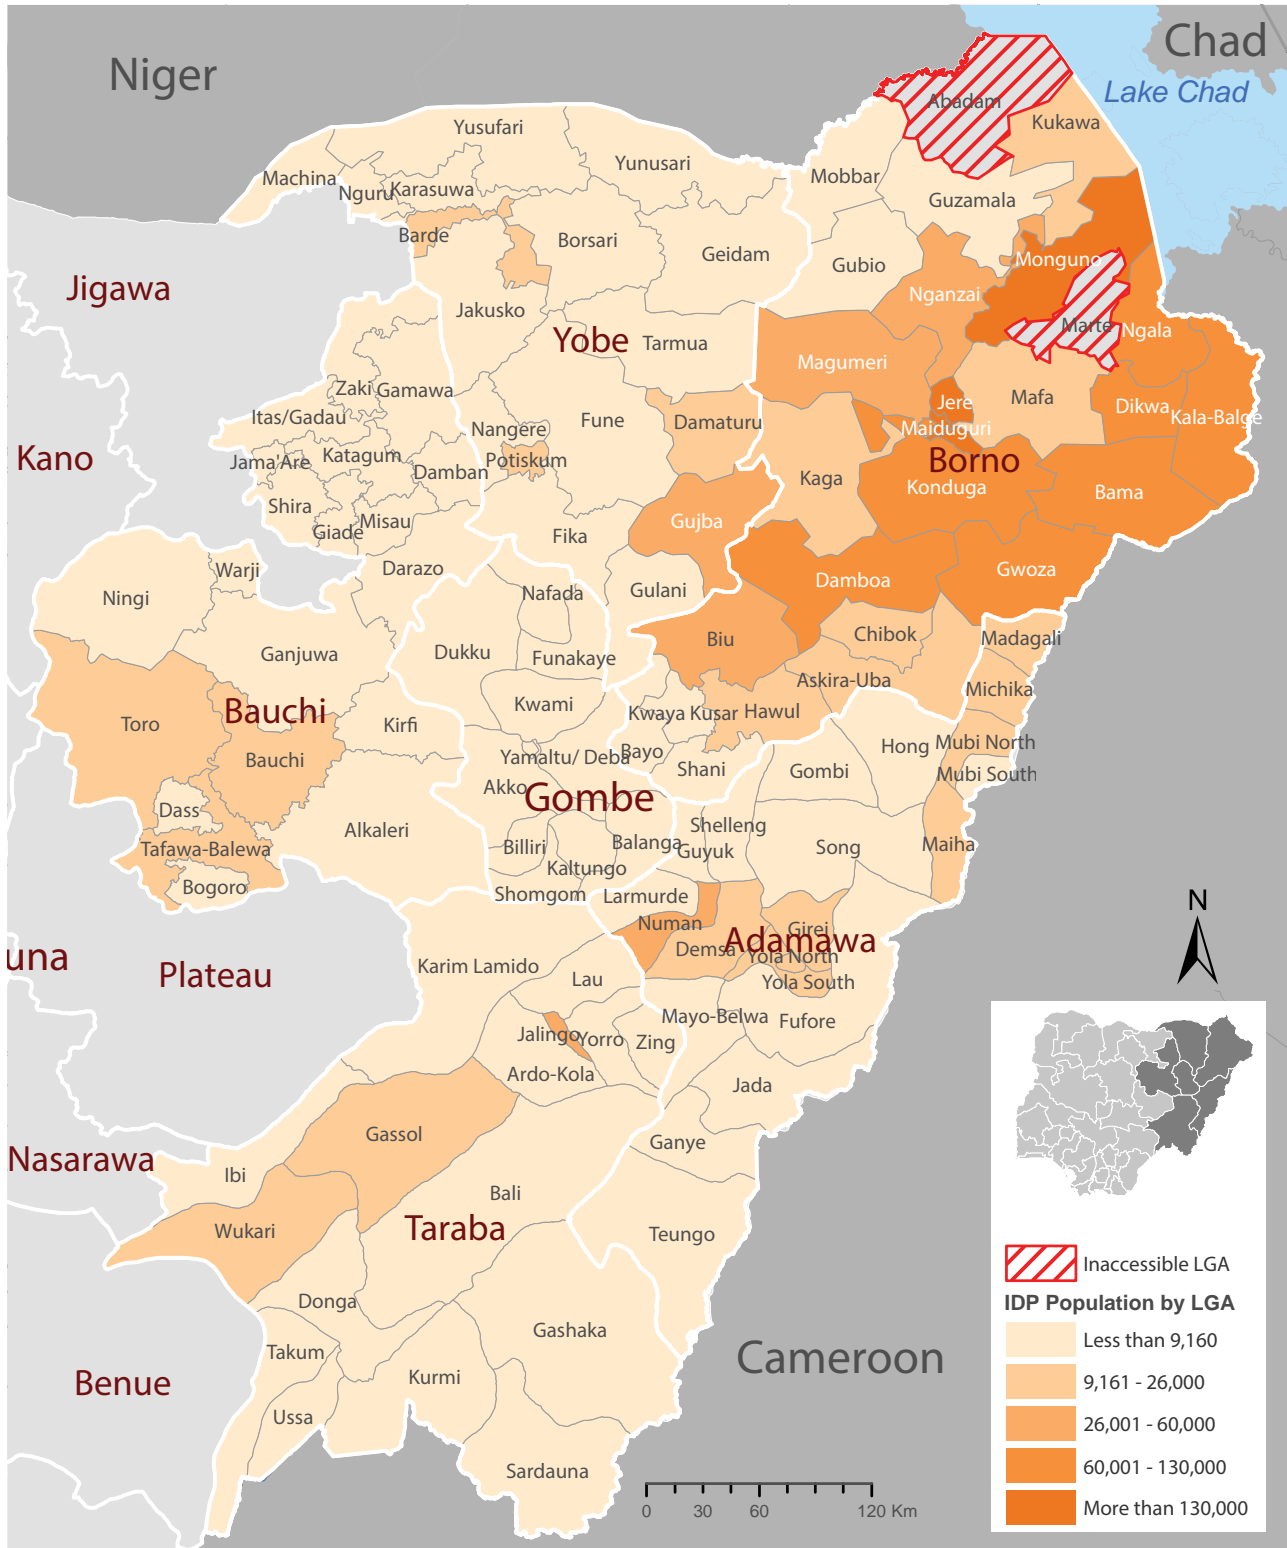 Niger
Chad
Lake Chad
Abadam
Kukawa
Yusufari
Yunusari
Machina
Nguru
Karasuwa
Mobbar
Guzamala
Barde
Borsari
Geidam
Gubio
Monguno
Jigawa
Nganzai
Jakusko
Yobe
Tarmua
Marte
Ngala
Magumeri
Zaki
Gamawa
Mafa
Jere
Dikwa
Kala-Balge
Itas/Gadau
Nangere
Fune
Damaturu
Maiduguri
Kano
Jama'Are
Katagum
Damban
Potiskum
Borno
Kaga
Konduga
Bama
Shira
Misau
Giade
Gujba
Fika
Warji
Darazo
Ningi
Nafada
Gulani
Damboa
Gwoza
Ganjuwa
Dukku
Funakaye
Biu
Chibok
Madagali
Askira-Uba
Michika
Toro
Bauchi
Kirfi
Kwami
Kwaya Kusar
Hawul
Bauchi
Yamaltu/ Deba
Bayo
Hong
Mubi North
Shani
Gombi
Mubi South
Akko
Gombe
Dass
Alkaleri
Shelleng
Billiri
Balanga
Guyuk
Song
Maiha
Tafawa-Balewa
Kaltungo
Bogoro
Shomgom
Larmurde
Numan
Girei
Demsa
Adamawa
Yola North
una
Plateau
Karim Lamido
Lau
Yola South
Mayo-Belwa
Fufore
Jalingo
Yorro
Zing
Ardo-Kola
Jada
Gassol
Ganye
Nasarawa
Ibi
Bali
Wukari
Taraba
Teungo
Donga
Gashaka
Takum
Kurmi
Cameroon
Benue
Ussa
Sardauna
N
Inaccessible LGA
IDP Population by LGA
Less than 9,160
9,161 - 26,000
26,001 - 60,000
60,001 - 130,000
More than 130,000
0 30 60 120 Km